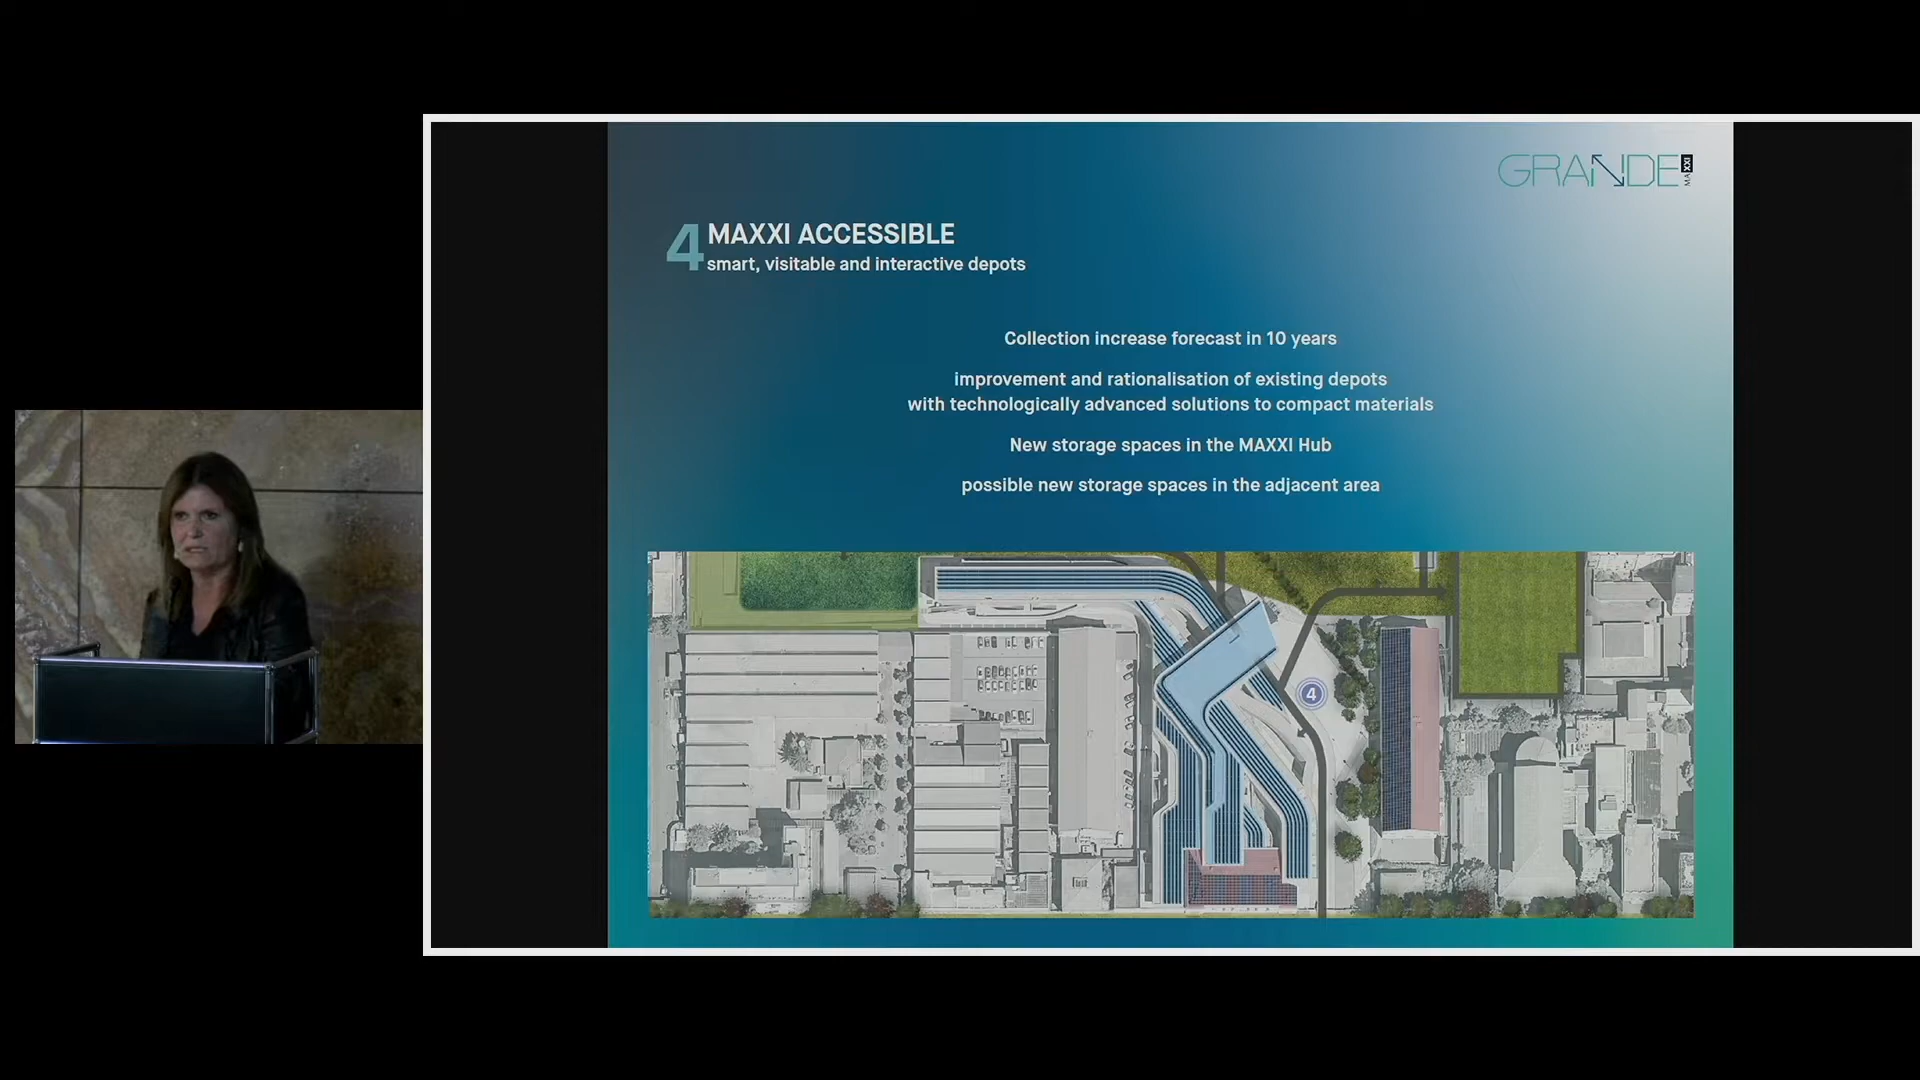 GRANDE
MAXXI
4
MAXXI ACCESSIBLE
smart, visitable and interactive depots
Collection increase forecast in 10 years
improvement and rationalisation of existing depots
with technologically advanced solutions to compact materials
New storage spaces in the MAXXI Hub
possible new storage spaces in the adjacent area
4